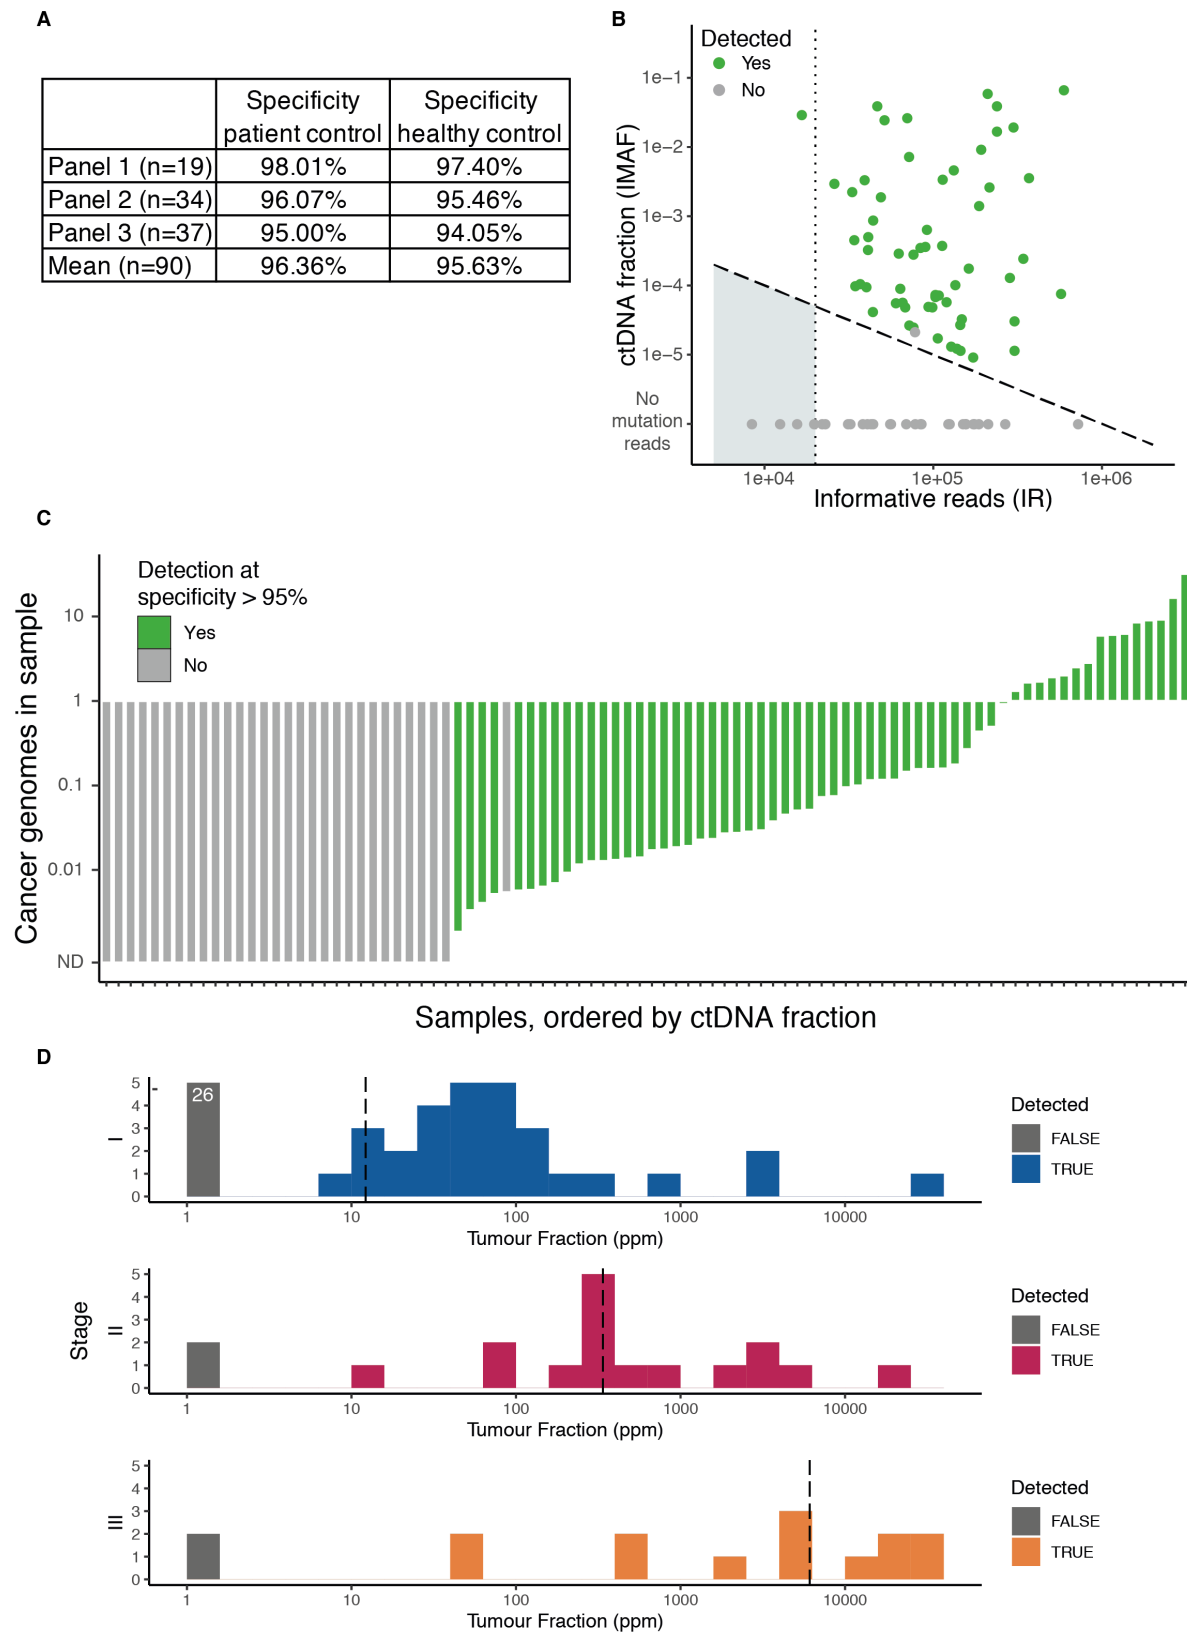 A
Specificity patient control
Specificity healthy control
Panel 1 (n=19) 98.01% 97.40%
Panel 2 (n=34) 96.07% 95.46%
Panel 3 (n=37) 95.00% 94.05%
Mean (n=90) 96.36% 95.63%
B
Detected
Yes
No
ctDNA fraction (IMAF)
1e−1
1e−2
1e−3
1e−4
1e−5
No
mutation
reads
1e+04 1e+05 1e+06
Informative reads (IR)
C
Detection at
specificity > 95%
Yes
No
Cancer genomes in sample
10
1
0.1
0.01
ND
Samples, ordered by ctDNA fraction
D
Stage
I
5
4
3
2
1
0
26
1 10 100 1000 10000
Tumour Fraction (ppm)
Detected
FALSE
TRUE
II
5
4
3
2
1
0
1 10 100 1000 10000
Tumour Fraction (ppm)
Detected
FALSE
TRUE
III
5
4
3
2
1
0
1 10 100 1000 10000
Tumour Fraction (ppm)
Detected
FALSE
TRUE